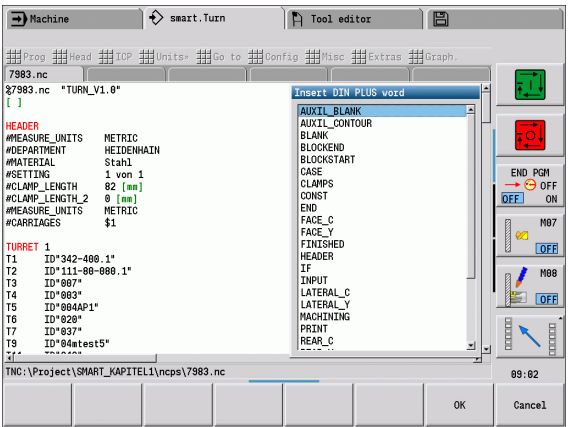 Machine
smart.Turn
Tool editor
Prog Head ICP Units» Go to Config Misc Extras Graph.
7983.nc
%7983.nc "TURN_V1.0"
[ ]
HEADER
#MEASURE_UNITS METRIC
#DEPARTMENT HEIDENHAIN
#MATERIAL Stahl
#SETTING 1 von 1
#CLAMP_LENGTH 82 [mm]
#CLAMP_LENGTH_2 0 [mm]
#MEASURE_UNITS METRIC
#CARRIAGES $1
TURRET 1
T1 ID"342-400.1"
T2 ID"111-80-080.1"
T3 ID"007"
T4 ID"003"
T5 ID"004AP1"
T6 ID"020"
T7 ID"037"
T9 ID"04mtest5"
Insert DIN PLUS word
AUXIL_BLANK
AUXIL_CONTOUR
BLANK
BLOCKEND
BLOCKSTART
CASE
CLAMPS
CONST
END
FACE_C
FACE_Y
FINISHED
HEADER
IF
INPUT
LATERAL_C
LATERAL_Y
MACHINING
PRINT
REAR_C
TNC:\Project\SMART_KAPITEL1\ncps\7983.nc
END PGM
OFF
OFF ON
M07
OFF
M08
OFF
09:02
OK
Cancel